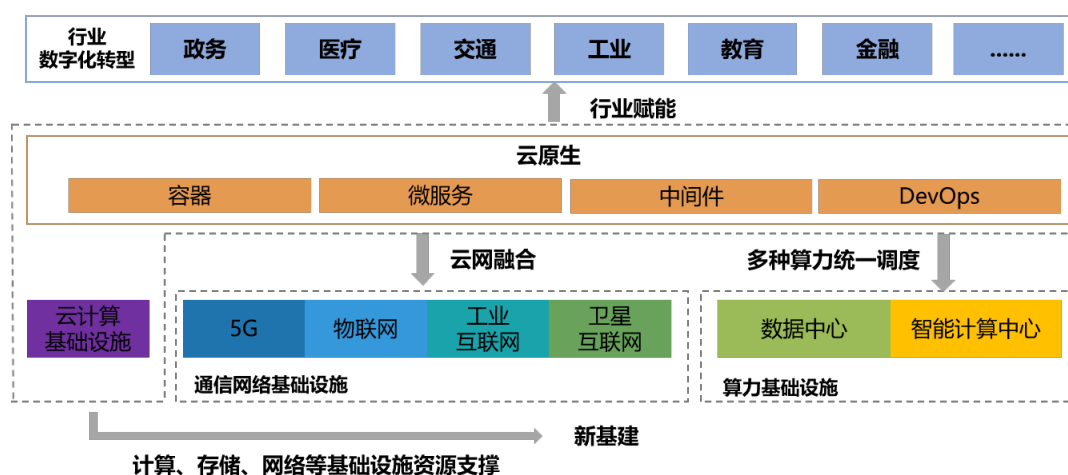 行业
数字化转型
政务
医疗
交通
工业
教育
金融
......
行业赋能
云原生
容器
微服务
中间件
DevOps
云网融合
多种算力统一调度
云计算
基础设施
5G
物联网
工业
互联网
卫星
互联网
数据中心
智能计算中心
通信网络基础设施
算力基础设施
新基建
计算、存储、网络等基础设施资源支撑